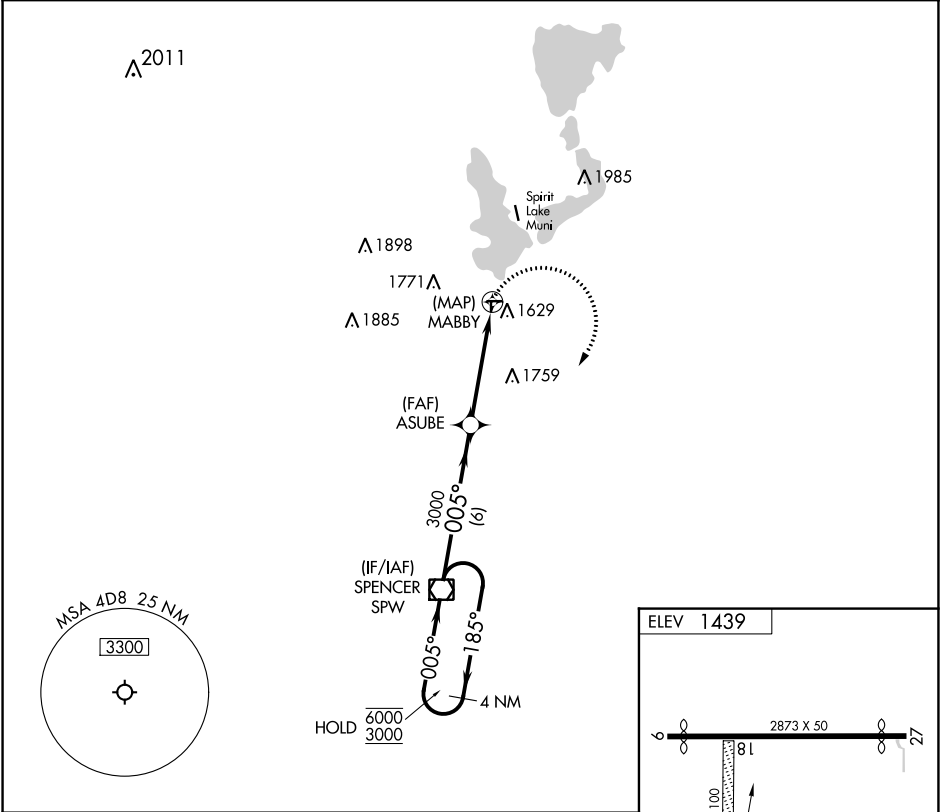 2011
1985
Spirit
Lake
Muni
1898
1771
(MAP)
MABBY
1629
1885
1759
(FAF)
ASUBE
3000
005°
(6)
(IF/IAF)
SPENCER
SPW
MSA 4D8 25 NM
3300
005°
185°
4 NM
HOLD
6000
3000
ELEV 1439
9
2873 X 50
27
18
100